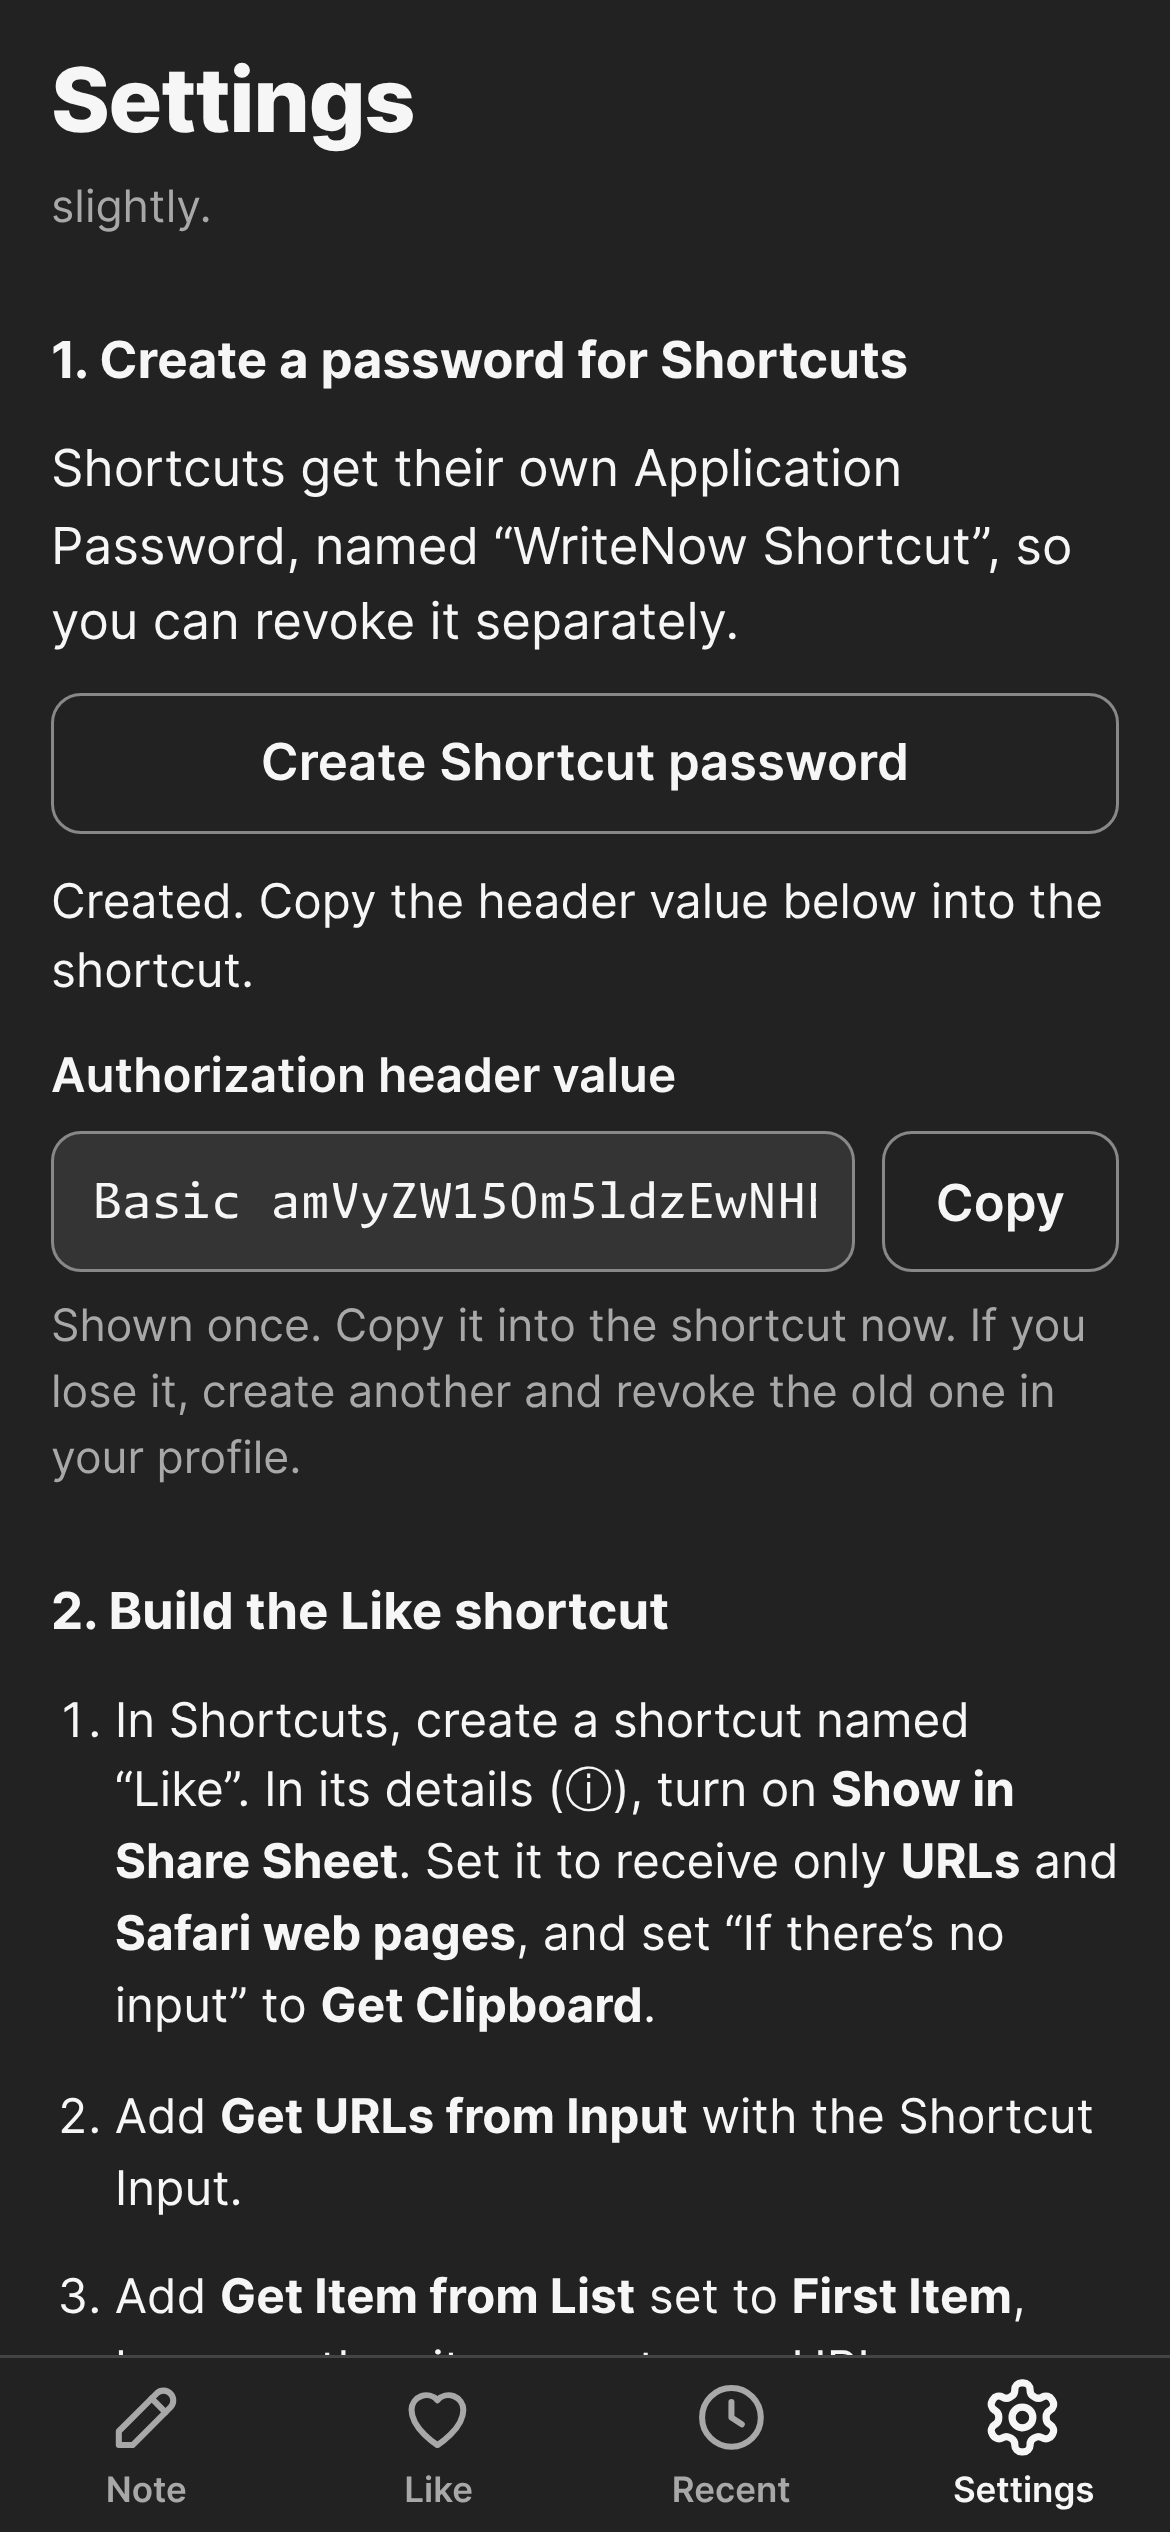 Settings
slightly.
1. Create a password for Shortcuts
Shortcuts get their own Application
Password, named “WriteNow Shortcut”, so
you can revoke it separately.
Create Shortcut password
Created. Copy the header value below into the
shortcut.
Authorization header value
Basic amVyZW15Om5ldzEwNH
Copy
Shown once. Copy it into the shortcut now. If you
lose it, create another and revoke the old one in
your profile.
2. Build the Like shortcut
1. In Shortcuts, create a shortcut named
“Like”. In its details (ⓘ), turn on Show in
Share Sheet. Set it to receive only URLs and
Safari web pages, and set “If there’s no
input” to Get Clipboard.
2. Add Get URLs from Input with the Shortcut
Input.
3. Add Get Item from List set to First Item,
Note
Like
Recent
Settings